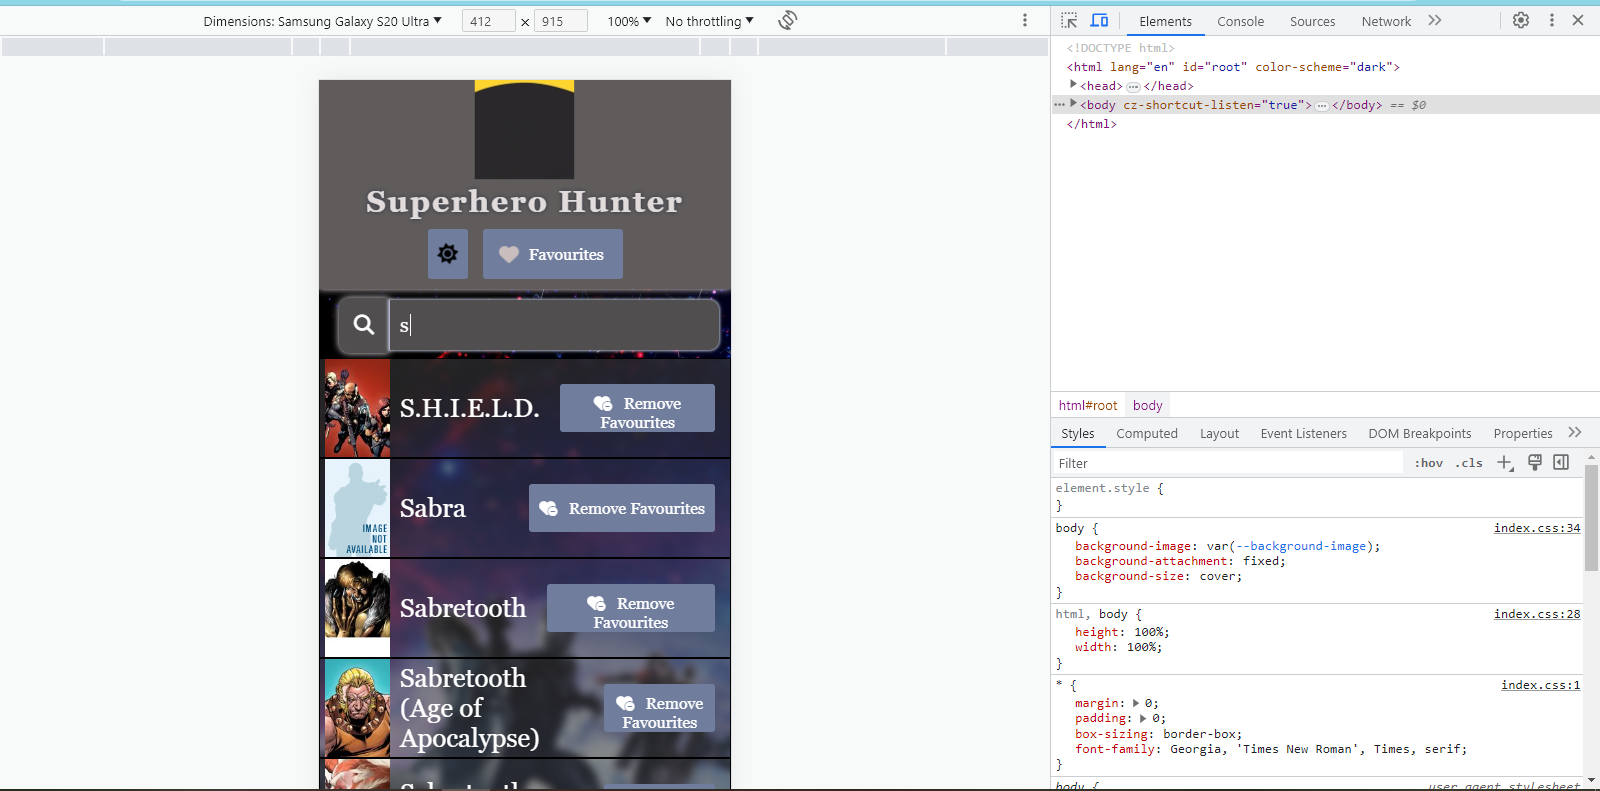 Dimensions: Samsung Galaxy S20 Ultra ▼ 412 × 915 100% ▼ No throttling ▼
Superhero Hunter
Favourites
s
S.H.I.E.L.D.
Remove
Favourites
IMAGE
NOT
AVAILABLE
Sabra
Remove Favourites
Sabretooth
Remove
Favourites
Sabretooth
(Age of
Apocalypse)
Remove
Favourites
Elements Console Sources Network
<!DOCTYPE html>
<html lang="en" id="root" color-scheme="dark">
<head> … </head>
<body cz-shortcut-listen="true"> … </body> == $0
</html>
html#root body
Styles Computed Layout Event Listeners DOM Breakpoints Properties
Filter :hov .cls
element.style {
}
body { index.css:34
background-image: var(--background-image);
background-attachment: fixed;
background-size: cover;
}
html, body { index.css:28
height: 100%;
width: 100%;
}
* { index.css:1
margin: 0;
padding: 0;
box-sizing: border-box;
font-family: Georgia, 'Times New Roman', Times, serif;
}
body { user agent stylesheet